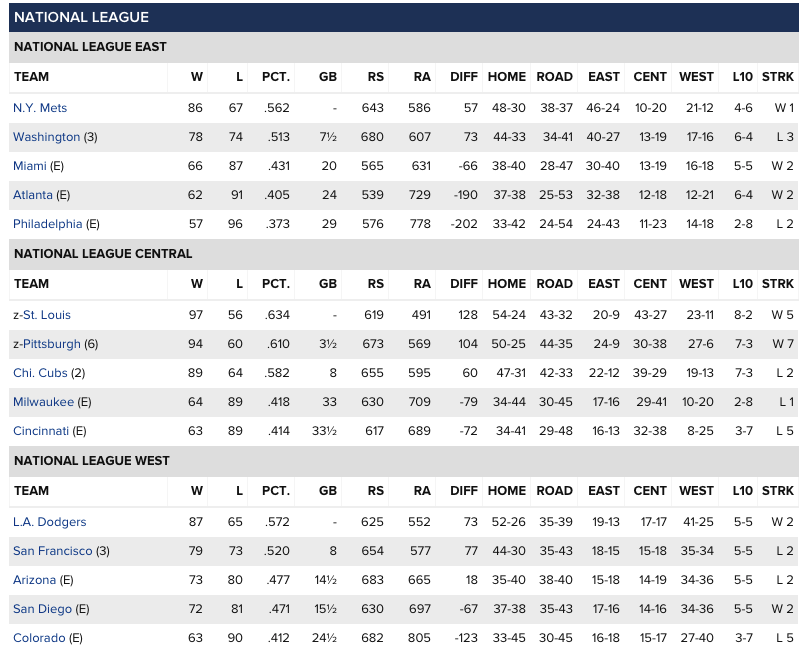 NATIONAL LEAGUE
NATIONAL LEAGUE EAST
TEAM W L PCT. GB RS RA DIFF HOME ROAD EAST CENT WEST L10 STRK
N.Y. Mets 86 67 .562 - 643 586 57 48-30 38-37 46-24 10-20 21-12 4-6 W 1
Washington (3) 78 74 .513 7½ 680 607 73 44-33 34-41 40-27 13-19 17-16 6-4 L 3
Miami (E) 66 87 .431 20 565 631 -66 38-40 28-47 30-40 13-19 16-18 5-5 W 2
Atlanta (E) 62 91 .405 24 539 729 -190 37-38 25-53 32-38 12-18 12-21 6-4 W 2
Philadelphia (E) 57 96 .373 29 576 778 -202 33-42 24-54 24-43 11-23 14-18 2-8 L 2
NATIONAL LEAGUE CENTRAL
TEAM W L PCT. GB RS RA DIFF HOME ROAD EAST CENT WEST L10 STRK
z-St. Louis 97 56 .634 - 619 491 128 54-24 43-32 20-9 43-27 23-11 8-2 W 5
z-Pittsburgh (6) 94 60 .610 3½ 673 569 104 50-25 44-35 24-9 30-38 27-6 7-3 W 7
Chi. Cubs (2) 89 64 .582 8 655 595 60 47-31 42-33 22-12 39-29 19-13 7-3 L 2
Milwaukee (E) 64 89 .418 33 630 709 -79 34-44 30-45 17-16 29-41 10-20 2-8 L 1
Cincinnati (E) 63 89 .414 33½ 617 689 -72 34-41 29-48 16-13 32-38 8-25 3-7 L 5
NATIONAL LEAGUE WEST
TEAM W L PCT. GB RS RA DIFF HOME ROAD EAST CENT WEST L10 STRK
L.A. Dodgers 87 65 .572 - 625 552 73 52-26 35-39 19-13 17-17 41-25 5-5 W 2
San Francisco (3) 79 73 .520 8 654 577 77 44-30 35-43 18-15 15-18 35-34 5-5 L 2
Arizona (E) 73 80 .477 14½ 683 665 18 35-40 38-40 15-18 14-19 34-36 5-5 L 2
San Diego (E) 72 81 .471 15½ 630 697 -67 37-38 35-43 17-16 14-16 34-36 5-5 W 2
Colorado (E) 63 90 .412 24½ 682 805 -123 33-45 30-45 16-18 15-17 27-40 3-7 L 5